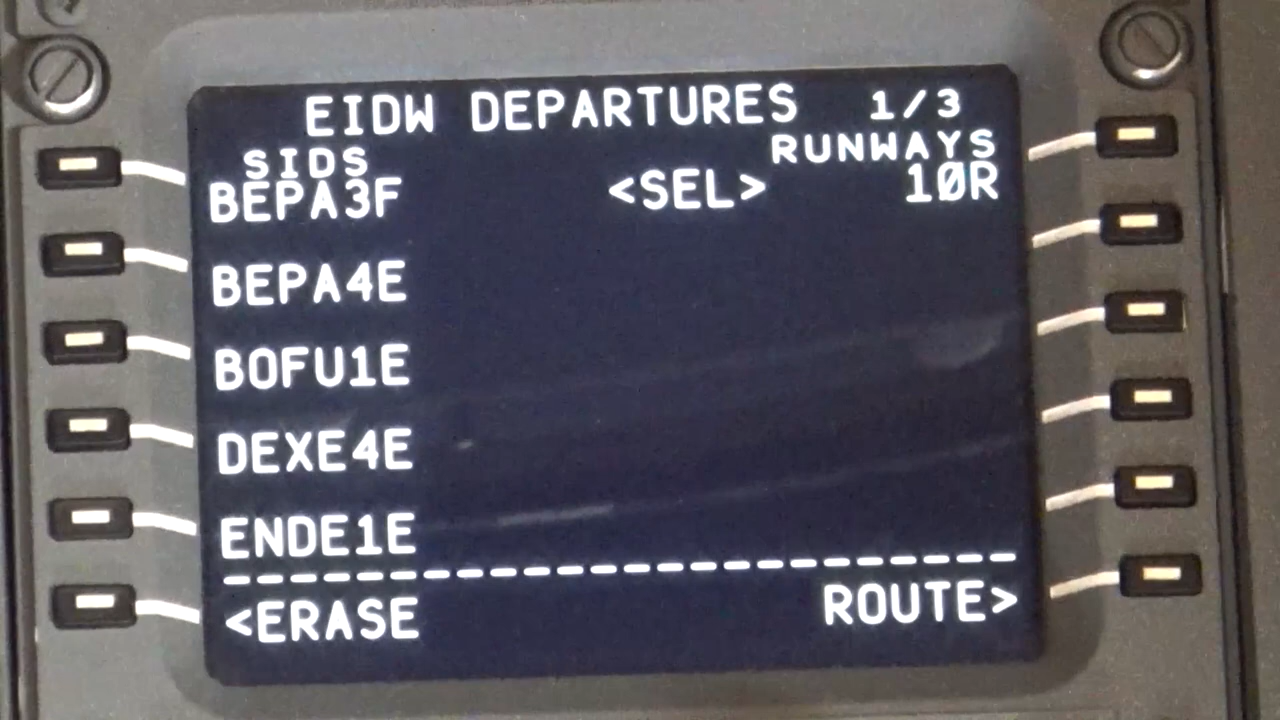 EIDW DEPARTURES 1/3
SIDS RUNWAYS
BEPA3F <SEL> 10R
BEPA4E
BOFU1E
DEXE4E
ENDE1E
------------------------
<ERASE ROUTE>